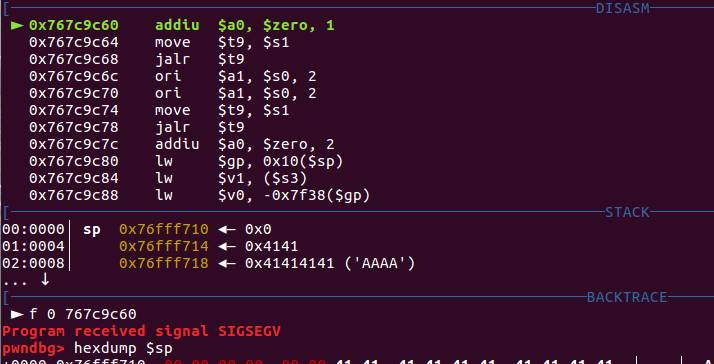 [ DISASM
► 0x767c9c60 addiu $a0, $zero, 1
0x767c9c64 move $t9, $s1
0x767c9c68 jalr $t9
0x767c9c6c ori $a1, $s0, 2
0x767c9c70 ori $a1, $s0, 2
0x767c9c74 move $t9, $s1
0x767c9c78 jalr $t9
0x767c9c7c addiu $a0, $zero, 2
0x767c9c80 lw $gp, 0x10($sp)
0x767c9c84 lw $v1, ($s3)
0x767c9c88 lw $v0, -0x7f38($gp)
[ STACK
00:0000│ sp 0x76fff710 ◄— 0x0
01:0004│ 0x76fff714 ◄— 0x4141
02:0008│ 0x76fff718 ◄— 0x41414141 ('AAAA')
... ↓
[ BACKTRACE
► f 0 767c9c60
Program received signal SIGSEGV
pwndbg> hexdump $sp